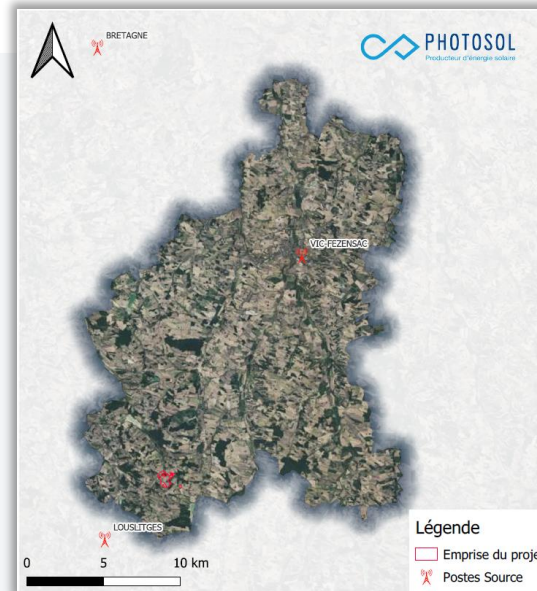 BRETAGNE
PHOTOSOL
Producteur d'énergie solaire
VIC-FEZENSAC
LOUSLITGES
0 5 10 km
Légende
Emprise du proje
Postes Source